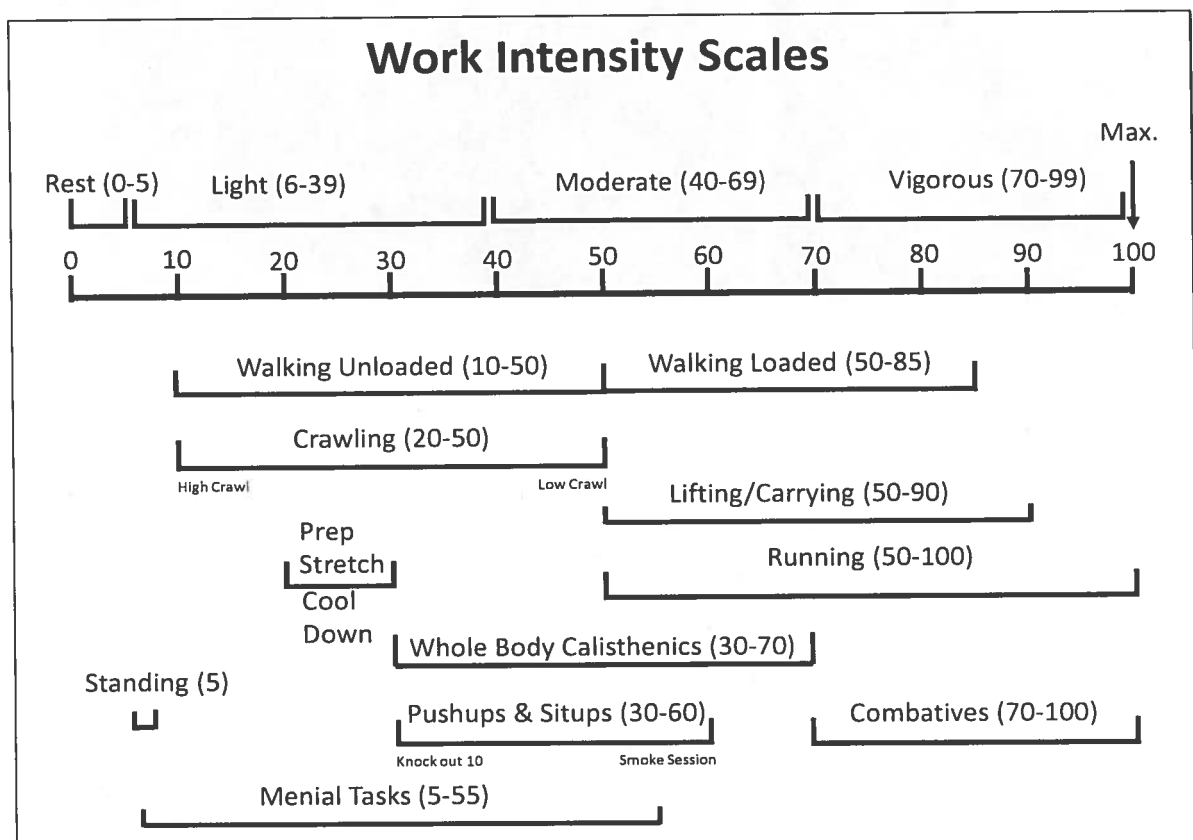 Work Intensity Scales
Max.
Rest (0-5) Light (6-39) Moderate (40-69) Vigorous (70-99)
0 10 20 30 40 50 60 70 80 90 100
Walking Unloaded (10-50) Walking Loaded (50-85)
Crawling (20-50)
High Crawl Low Crawl
Lifting/Carrying (50-90)
Prep
Stretch
Running (50-100)
Cool
Down
Whole Body Calisthenics (30-70)
Standing (5)
Pushups & Situps (30-60) Combatives (70-100)
Knock out 10 Smoke Session
Menial Tasks (5-55)